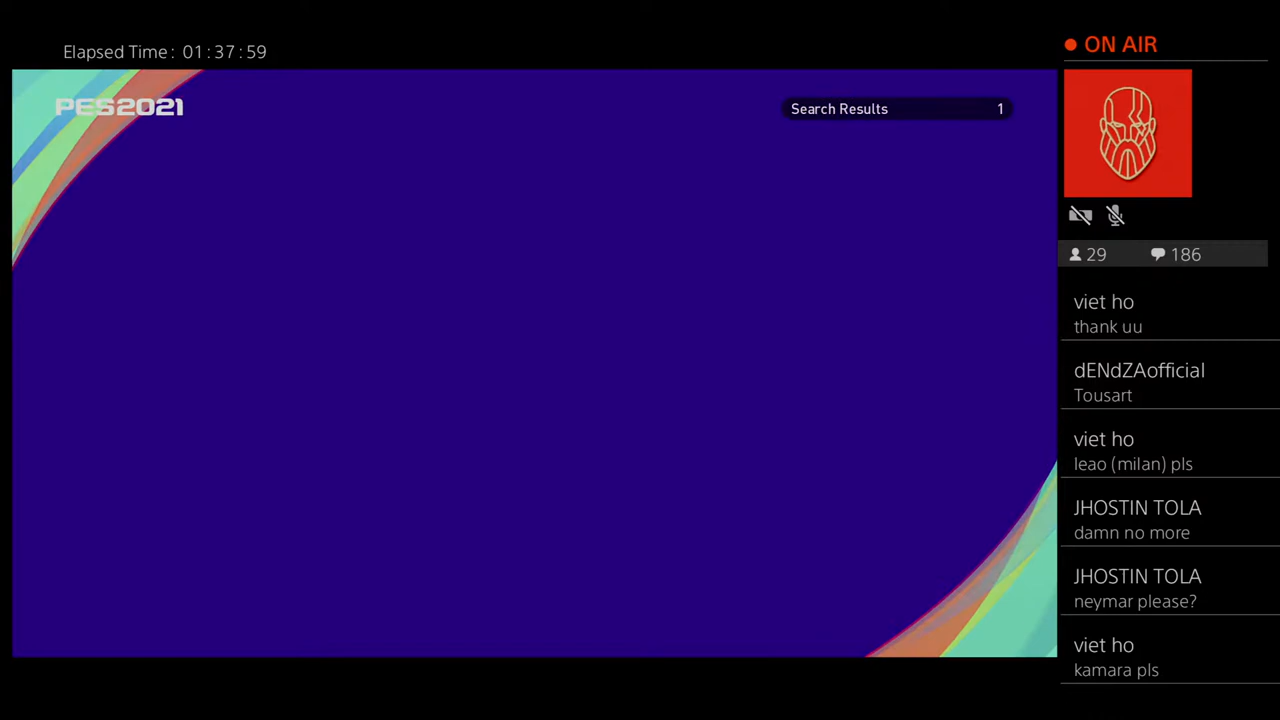 Elapsed Time: 01:37:59
ON AIR
PES2021
Search Results 1
29 186
viet ho
thank uu
dENdZAofficial
Tousart
viet ho
leao (milan) pls
JHOSTIN TOLA
damn no more
JHOSTIN TOLA
neymar please?
viet ho
kamara pls